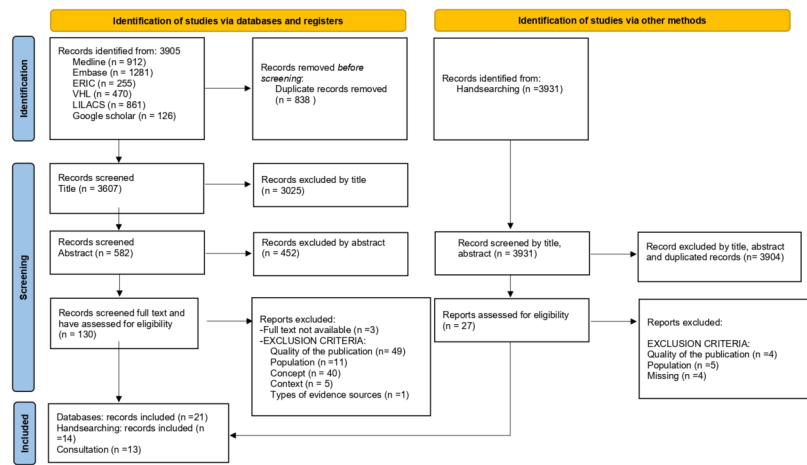 Identification of studies via databases and registers
Identification of studies via other methods
Identification
Records identified from: 3905
Medline (n = 912)
Embase (n = 1281)
ERIC (n = 255)
VHL (n = 470)
LILACS (n = 861)
Google scholar (n = 126)
Records removed before
screening:
Duplicate records removed
(n = 838 )
Records identified from:
Handsearching (n =3931)
Screening
Records screened
Title (n = 3607)
Records excluded by title
(n = 3025)
Records screened
Abstract (n = 582)
Records excluded by abstract
(n = 452)
Record screened by title,
abstract (n = 3931)
Record excluded by title, abstract
and duplicated records (n= 3904)
Records screened full text and
have assessed for eligibility
(n = 130)
Reports excluded:
-Full text not available (n =3)
-EXCLUSION CRITERIA:
Quality of the publication (n= 49)
Population (n =11)
Concept (n = 40)
Context (n = 5)
Types of evidence sources (n =1)
Reports assessed for eligibility
(n = 27)
Reports excluded:
EXCLUSION CRITERIA:
Quality of the publication (n =4)
Population (n =5)
Missing (n =4)
Included
Databases: records included (n =21)
Handsearching: records included (n
=14)
Consultation (n =13)